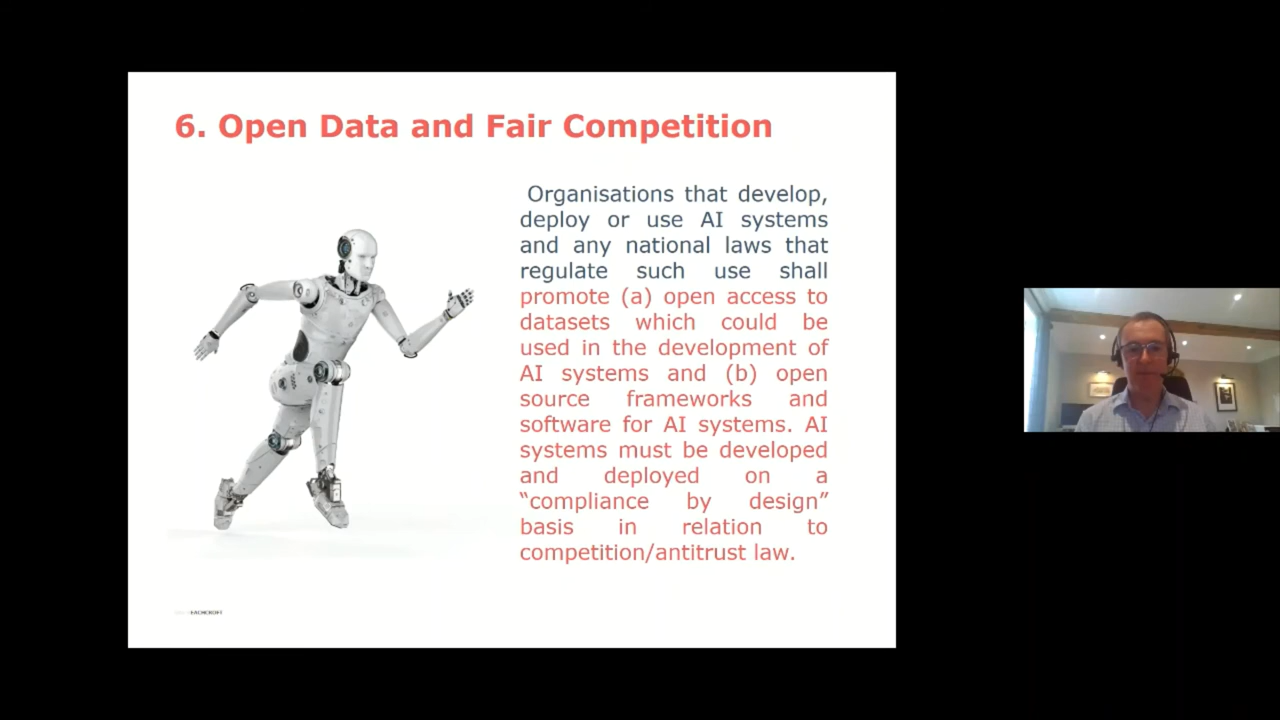 6. Open Data and Fair Competition
Organisations that develop,
deploy or use AI systems
and any national laws that
regulate such use shall
promote (a) open access to
datasets which could be
used in the development of
AI systems and (b) open
source frameworks and
software for AI systems. AI
systems must be developed
and deployed on a
“compliance by design”
basis in relation to
competition/antitrust law.